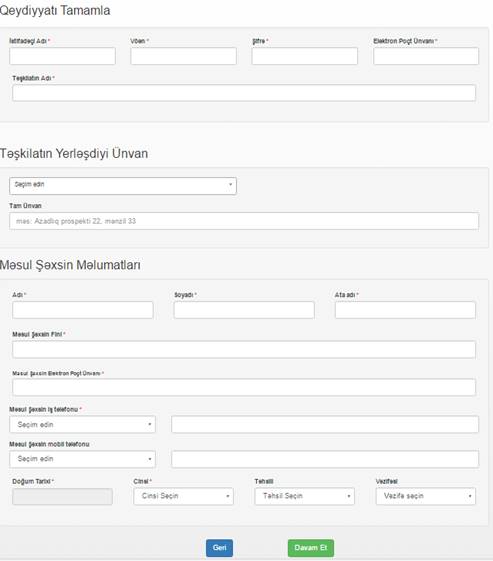 Qeydiyyatı Tamamla
İstifadəçi Adı * Vöen * Şifrə * Elektron Poçt Ünvanı *
Təşkilatın Adı *
Təşkilatın Yerləşdiyi Ünvan
Seçim edin
Tam Ünvan
məs: Azadlıq prospekti 22, mənzil 33
Məsul Şəxsin Məlumatları
Adı * Soyadı * Ata adı *
Məsul Şəxsin Fini *
Məsul Şəxsin Elektron Poçt Ünvanı *
Məsul Şəxsin iş telefonu *
Seçim edin
Məsul Şəxsin mobil telefonu
Seçim edin
Doğum Tarixi * Cinsi * Təhsili Vəzifəsi
Cinsi Seçin Təhsil Seçin Vəzifə seçin
Geri Davam Et